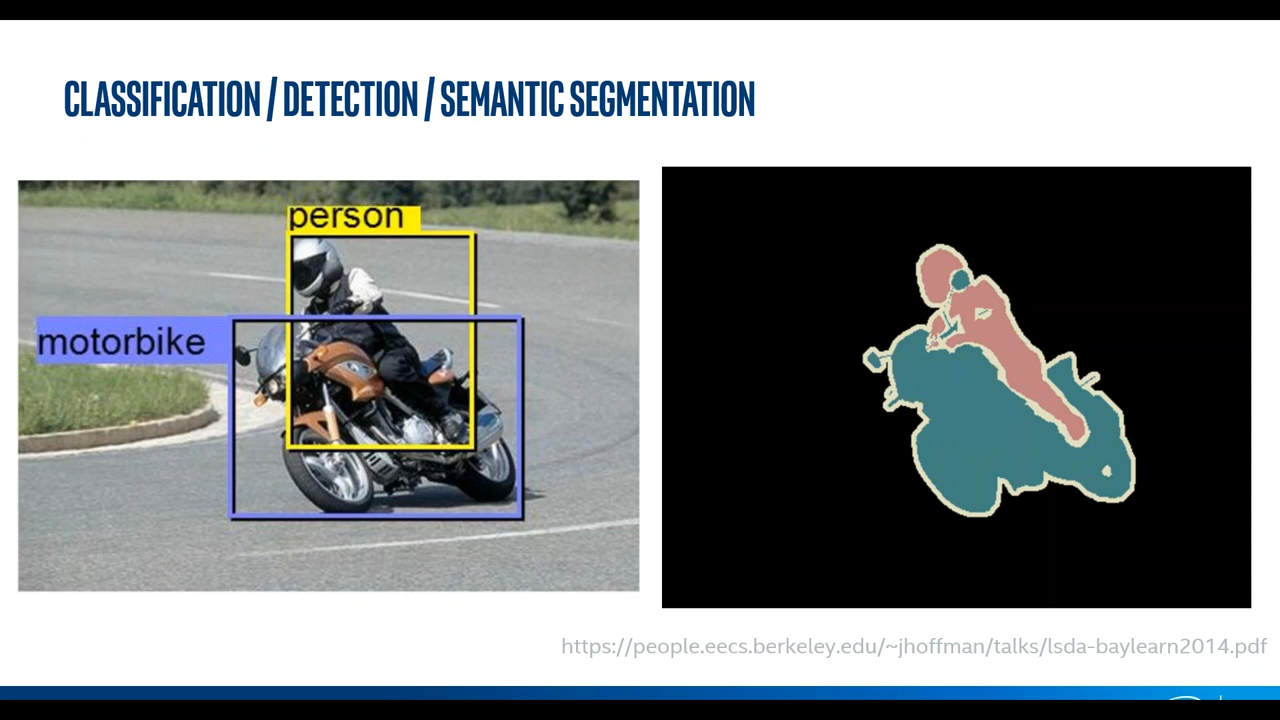 CLASSIFICATION / DETECTION / SEMANTIC SEGMENTATION
person
motorbike
https://people.eecs.berkeley.edu/~jhoffman/talks/lsda-baylearn2014.pdf